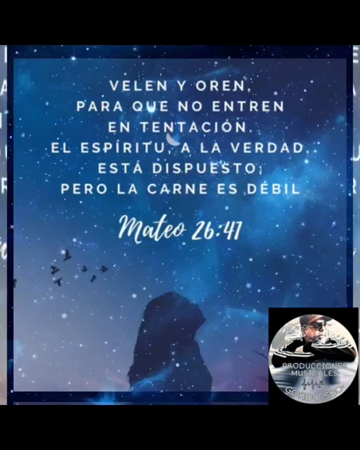 VELEN Y OREN,
PARA QUE NO ENTREN
EN TENTACIÓN.
EL ESPÍRITU, A LA VERDAD,
ESTÁ DISPUESTO;
PERO LA CARNE ES DÉBIL
Mateo 26:41
PRODUCCIONES
MUSICALES